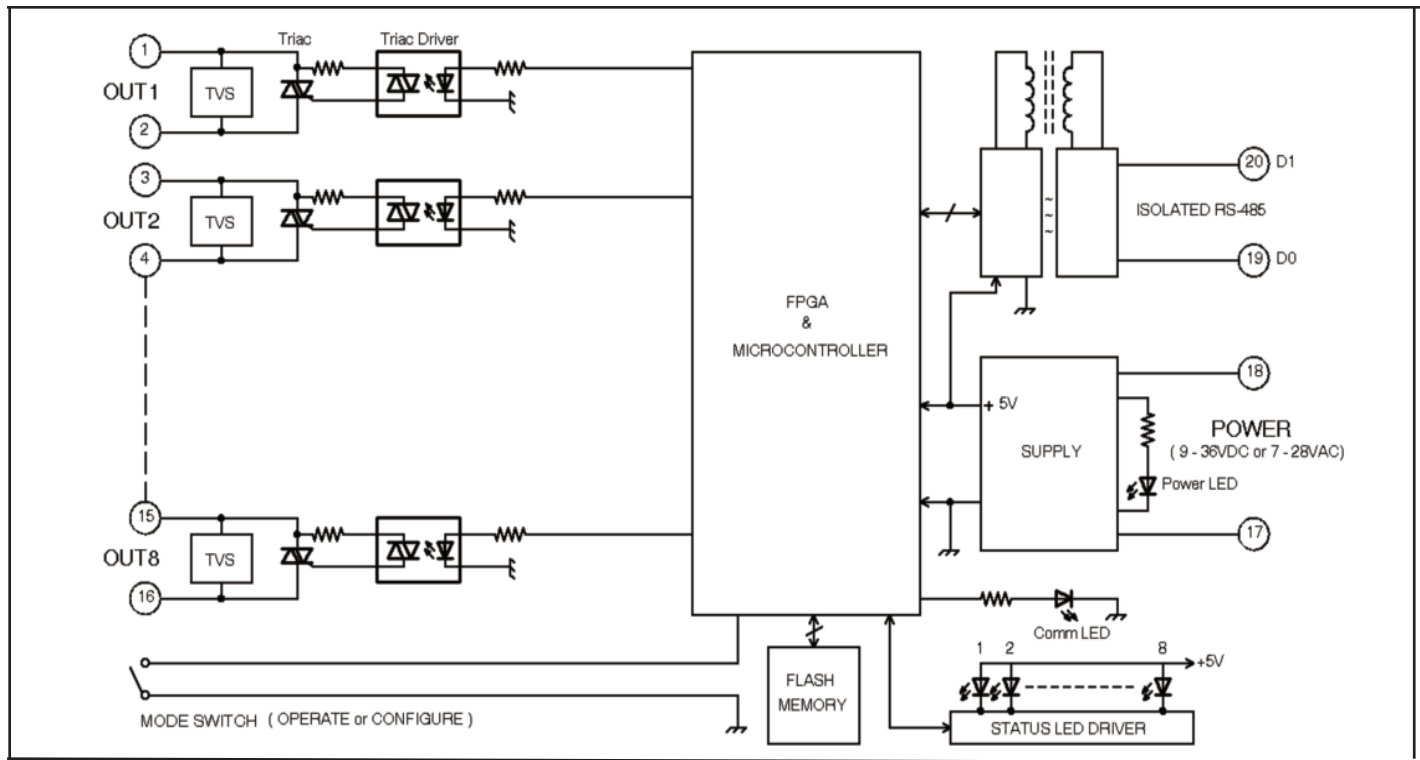 1
Triac
Triac Driver
OUT1
TVS
2
3
OUT2
TVS
4
15
OUT8
TVS
16
MODE SWITCH ( OPERATE or CONFIGURE )
FPGA
&
MICROCONTROLLER
FLASH
MEMORY
20 D1
~
~
~
ISOLATED RS-485
19 D0
18
+ 5V
SUPPLY
POWER
( 9 - 36VDC or 7 - 28VAC)
Power LED
17
Comm LED
1 2 8
+5V
STATUS LED DRIVER